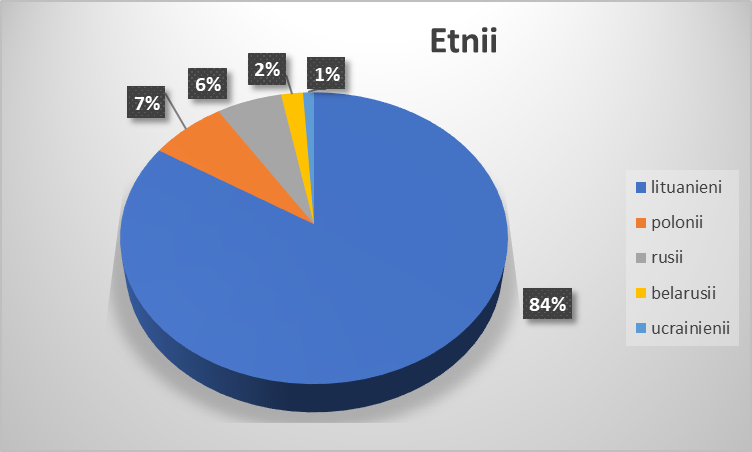 Etnii
7%
6%
2%
1%
84%
lituanieni
polonii
rusii
belarusii
ucrainienii